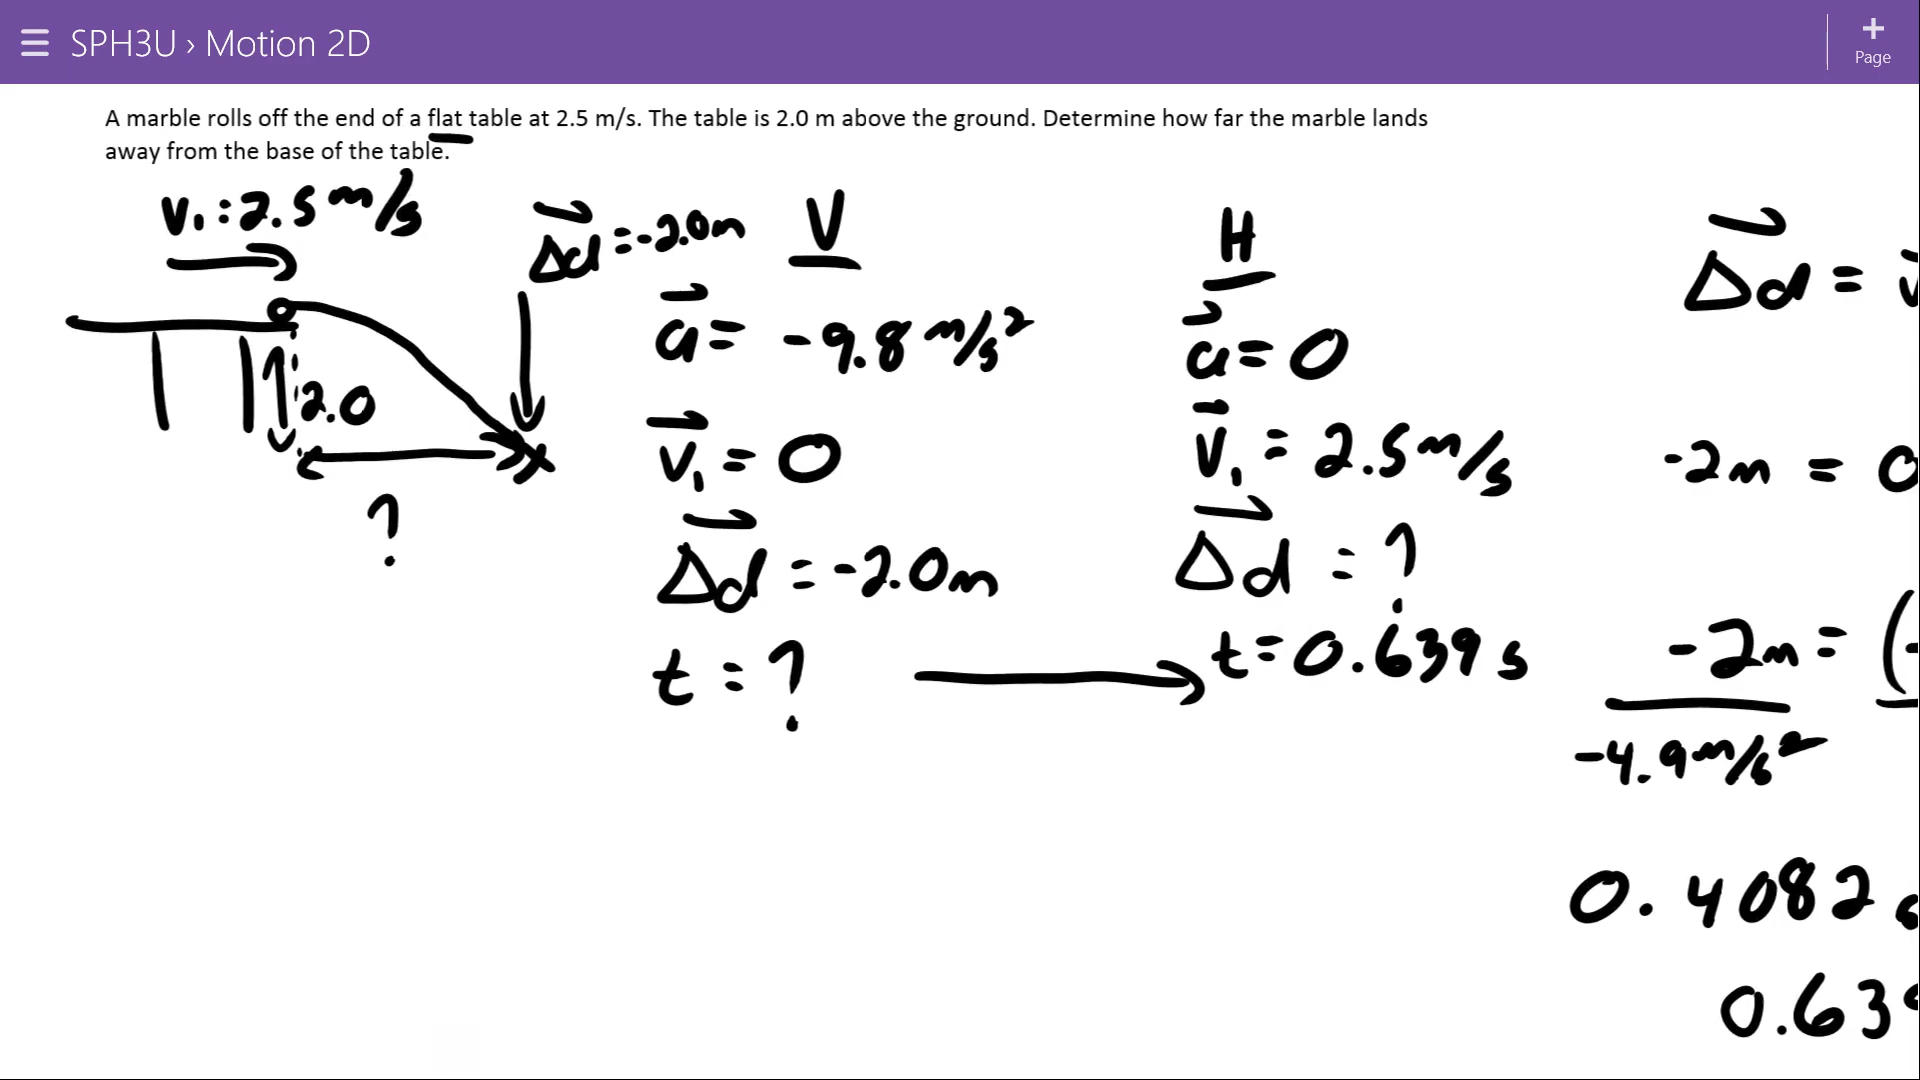 SPH3U › Motion 2D
+
Page
A marble rolls off the end of a flat table at 2.5 m/s. The table is 2.0 m above the ground. Determine how far the marble lands
away from the base of the table.
v₁ = 2.5 m/s
Δd = -2.0m
2.0
?
V
a = -9.8 m/s²
v₁ = 0
Δd = -2.0m
t = ?
H
a = 0
v₁ = 2.5 m/s
Δd = ?
t = 0.639 s
Δd =
-2m = 0
-2m = (-
-4.9 m/s²
0.4082
0.63